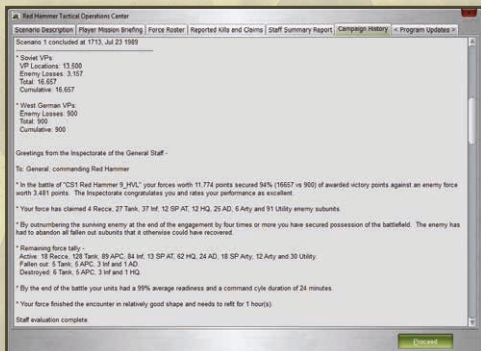 Red Hammer Tactical Operations Center
Scenario Description Player Mission Briefing Force Roster Reported Kills and Claims Staff Summary Report Campaign History < Program Updates >
Scenario 1 concluded at 1713, Jul 23 1989
* Soviet VPs:
VP Locations: 13,500
Enemy Losses: 3,157
Total: 16,657
Cumulative: 16,657
* West German VPs:
Enemy Losses: 900
Total: 900
Cumulative: 900
Greetings from the Inspectorate of the General Staff -
To: General, commanding Red Hammer
* In the battle of "CS1 Red Hammer 9_HVL" your forces worth 11,774 points secured 94% (16657 vs 900) of awarded victory points against an enemy force
worth 3,481 points. The Inspectorate congratulates you and rates your performance as excellent.
* Your force has claimed 4 Recce, 27 Tank, 37 Inf, 12 SP AT, 12 HQ, 25 AD, 6 Arty and 91 Utility enemy subunits.
* By outnumbering the surviving enemy at the end of the engagement by four times or more you have secured possession of the battlefield. The enemy has
had to abandon all fallen out subunits that it otherwise could have recovered.
* Remaining force tally -
Active: 18 Recce, 128 Tank, 89 APC, 84 Inf, 13 SP AT, 62 HQ, 24 AD, 18 SP Arty, 12 Arty and 30 Utility.
Fallen out: 5 Tank, 5 APC, 3 Inf and 1 AD.
Destroyed: 6 Tank, 5 APC, 3 Inf and 1 HQ.
* By the end of the battle your units had a 99% average readiness and a command cyle duration of 24 minutes.
* Your force finished the encounter in relatively good shape and needs to refit for 1 hour(s).
Staff evaluation complete.
Proceed